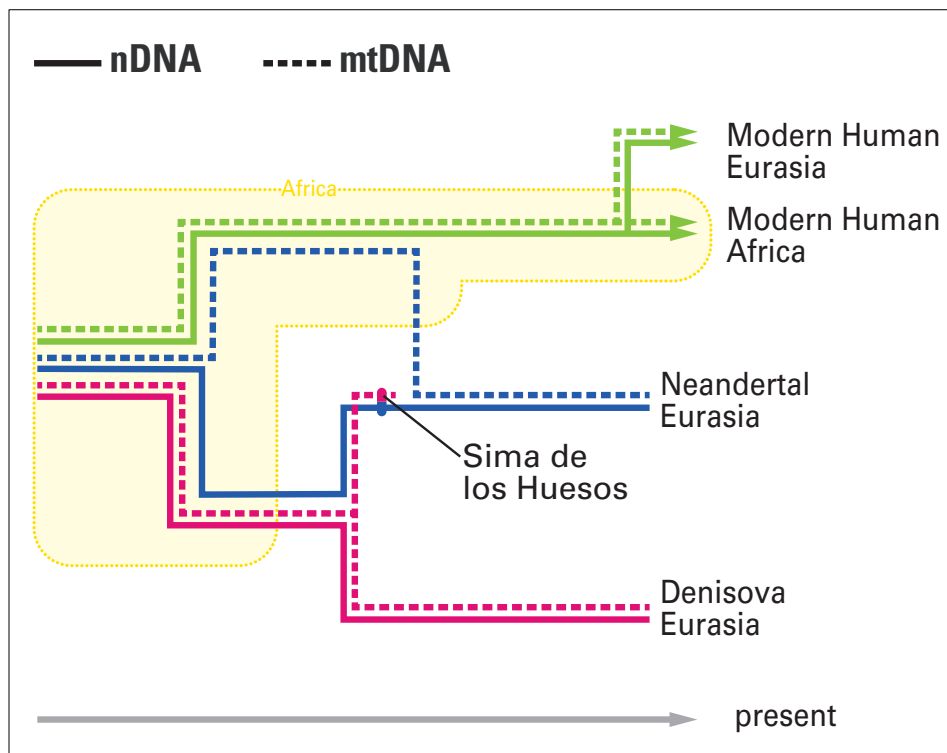 nDNA mtDNA
Modern Human
Eurasia
Africa
Modern Human
Africa
Neandertal
Eurasia
Sima de
los Huesos
Denisova
Eurasia
present